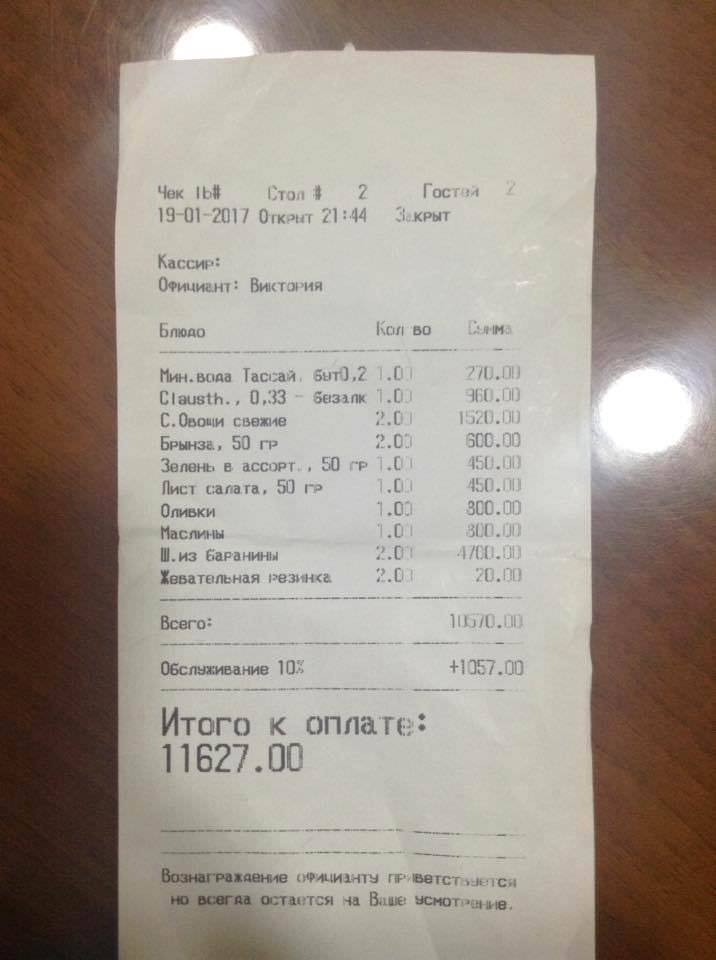 Чек Ib# Стол # 2 Гостей 2
19-01-2017 Открыт 21:44 Закрыт
Кассир:
Официант: Виктория
Блюдо Кол во Сумма
Мин.вода Тассай, бут0,2 1.00 270.00
Clausth., 0,33 - безалк 1.00 960.00
С.Овощи свежие 2.00 1520.00
Брынза, 50 гр 2.00 600.00
Зелень в ассорт., 50 гр 1.00 450.00
Лист салата, 50 гр 1.00 450.00
Оливки 1.00 800.00
Маслины 1.00 800.00
Ш.из баранины 2.00 4700.00
Жевательная резинка 2.00 20.00
Всего: 10570.00
Обслуживание 10% +1057.00
Итого к оплате:
11627.00
Вознаграждение официанту приветствуется
но всегда остается на Ваше усмотрение.